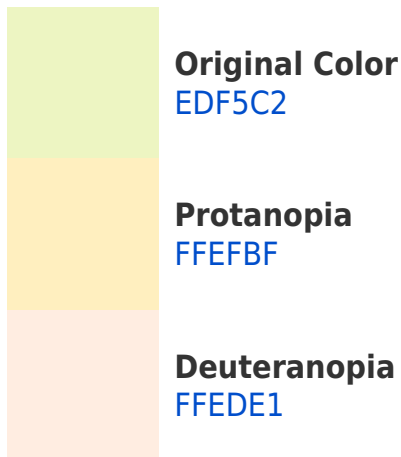 Original Color
EDF5C2
Protanopia
FFEFBF
Deuteranopia
FFEDE1